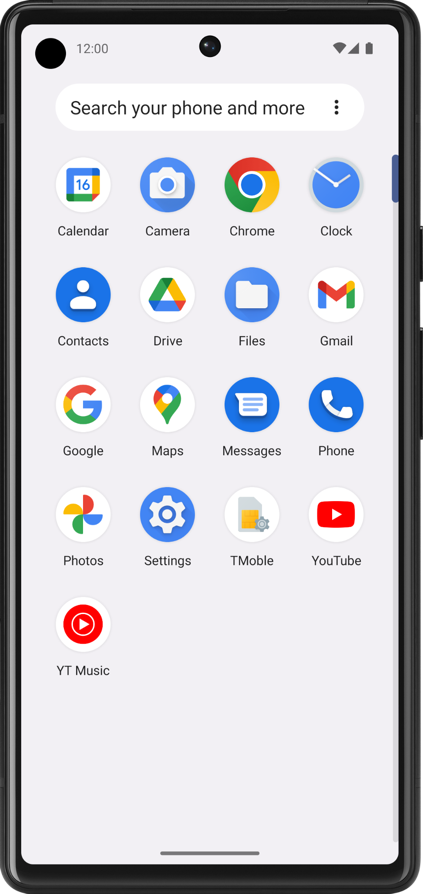 12:00
Search your phone and more
16
Calendar Camera Chrome Clock
Contacts Drive Files Gmail
Google Maps Messages Phone
Photos Settings TMoble YouTube
YT Music